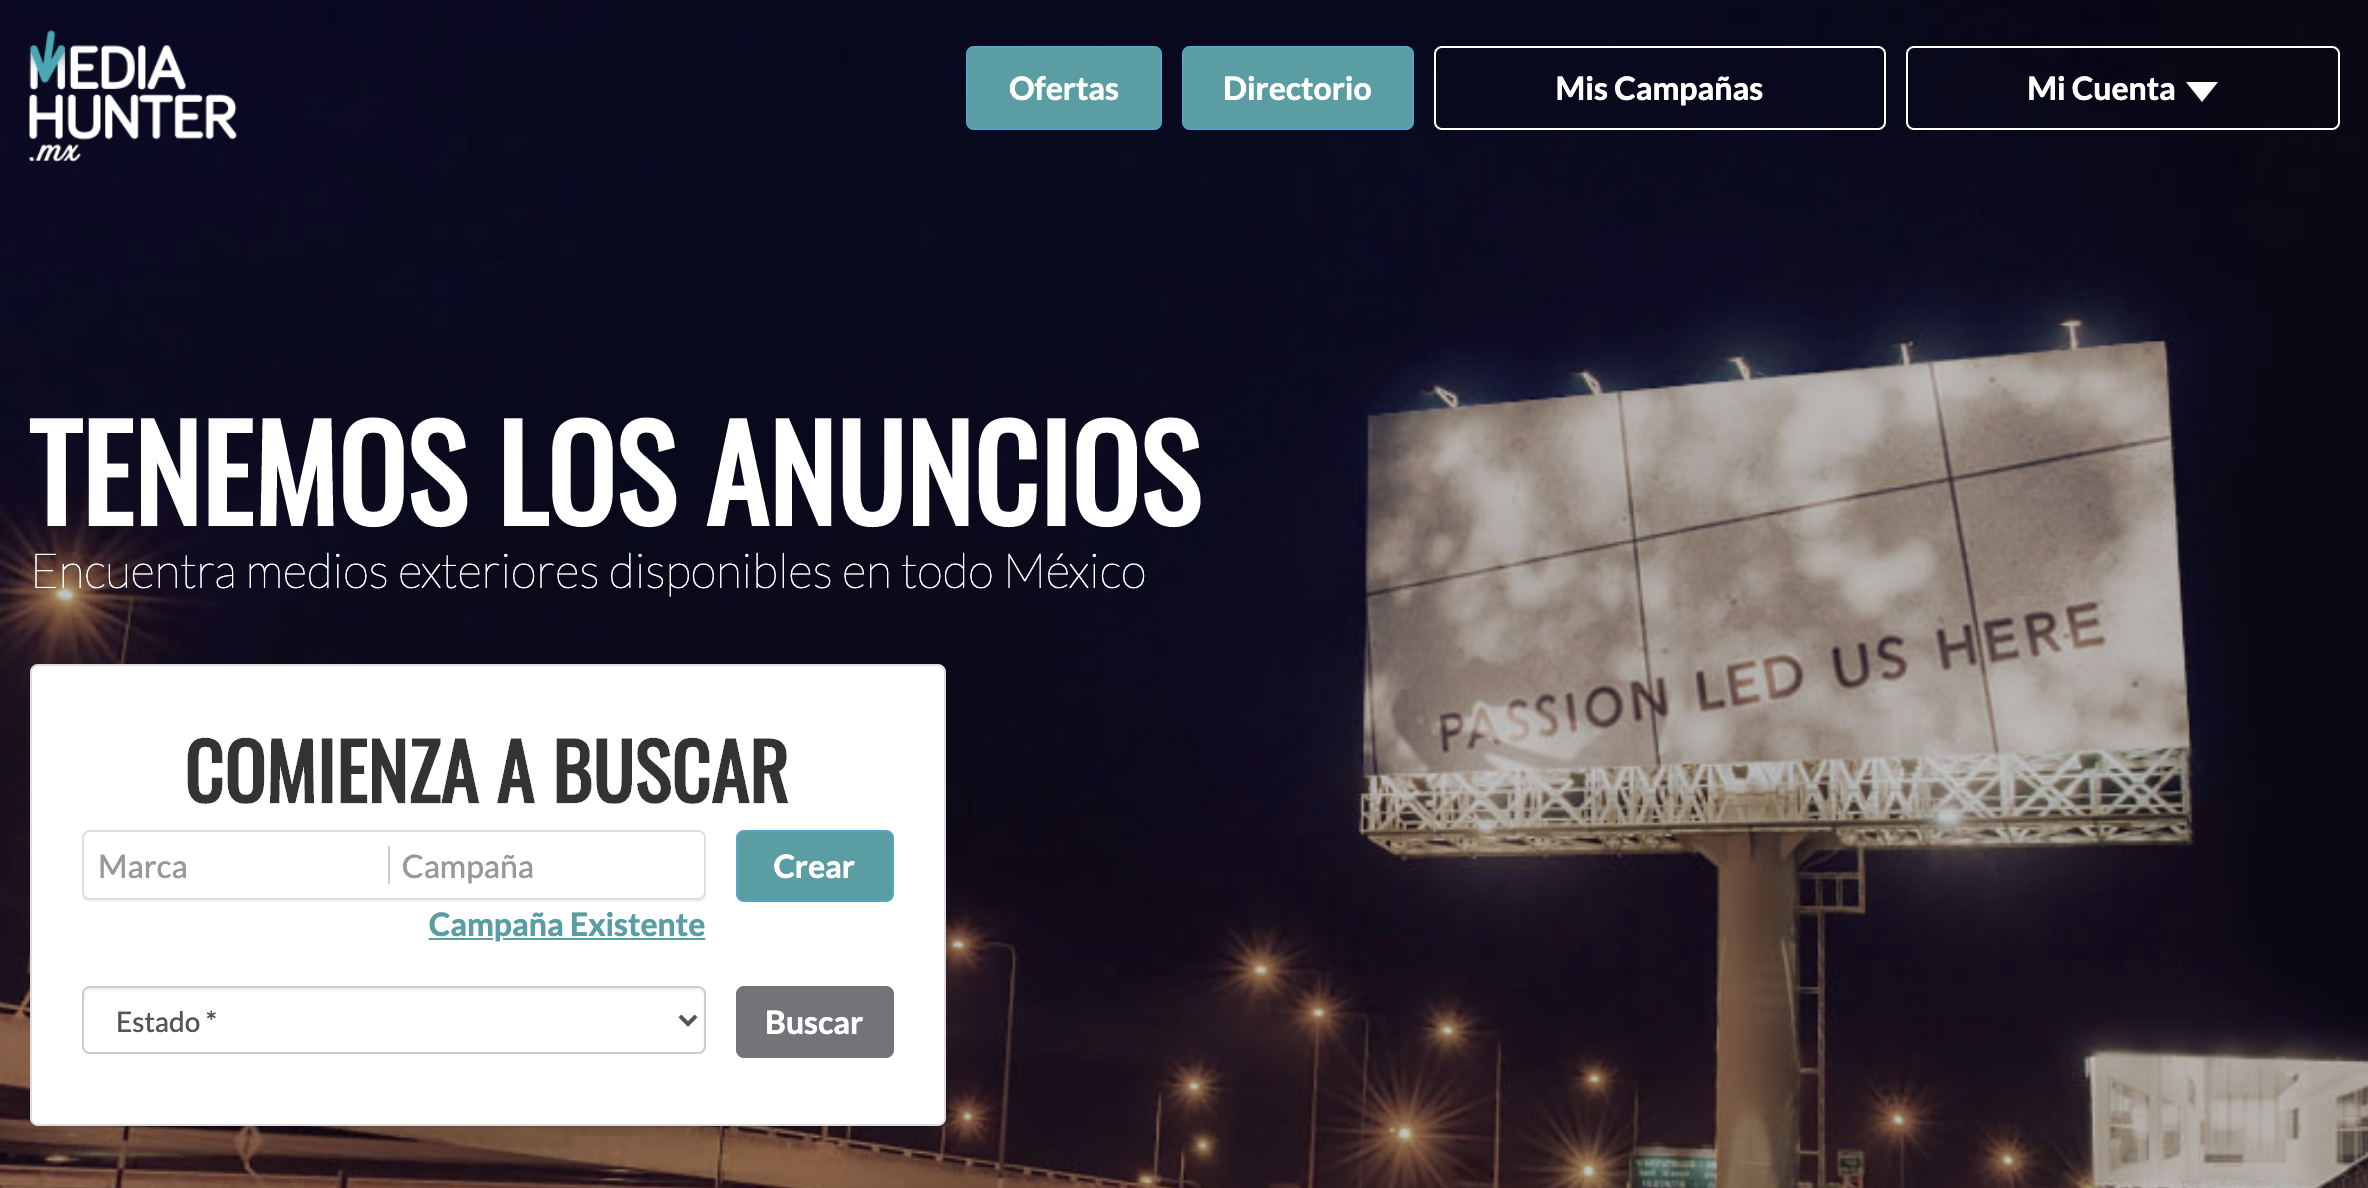 MEDIA
HUNTER
.mx
Ofertas
Directorio
Mis Campañas
Mi Cuenta
TENEMOS LOS ANUNCIOS
Encuentra medios exteriores disponibles en todo México
PASSION LED US HERE
COMIENZA A BUSCAR
Marca
Campaña
Crear
Campaña Existente
Estado *
Buscar